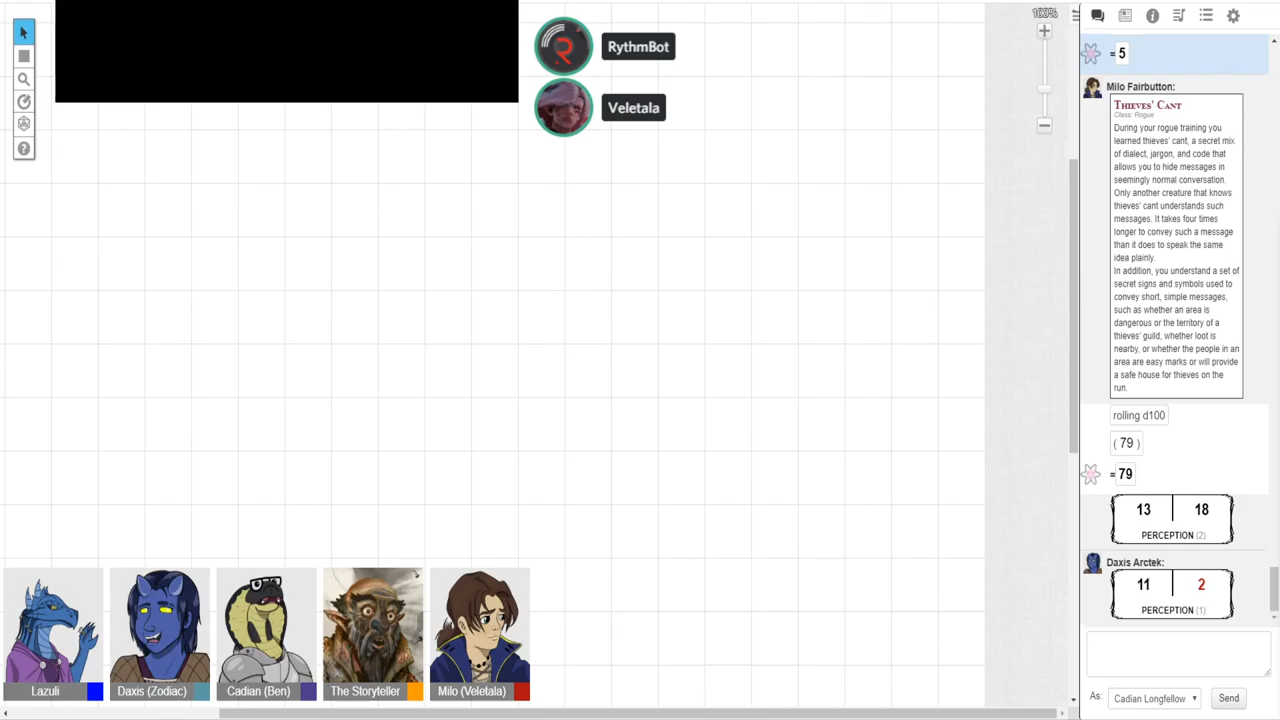 RythmBot
Veletala
100%
= 5
Milo Fairbutton:
THIEVES' CANT
Class: Rogue
During your rogue training you
learned thieves' cant, a secret mix
of dialect, jargon, and code that
allows you to hide messages in
seemingly normal conversation.
Only another creature that knows
thieves' cant understands such
messages. It takes four times
longer to convey such a message
than it does to speak the same
idea plainly.
In addition, you understand a set of
secret signs and symbols used to
convey short, simple messages,
such as whether an area is
dangerous or the territory of a
thieves' guild, whether loot is
nearby, or whether the people in an
area are easy marks or will provide
a safe house for thieves on the
run.
rolling d100
( 79 )
= 79
13 18
PERCEPTION (2)
Daxis Arctek:
11 2
PERCEPTION (1)
As: Cadian Longfellow Send
Lazuli
Daxis (Zodiac)
Cadian (Ben)
The Storyteller
Milo (Veletala)